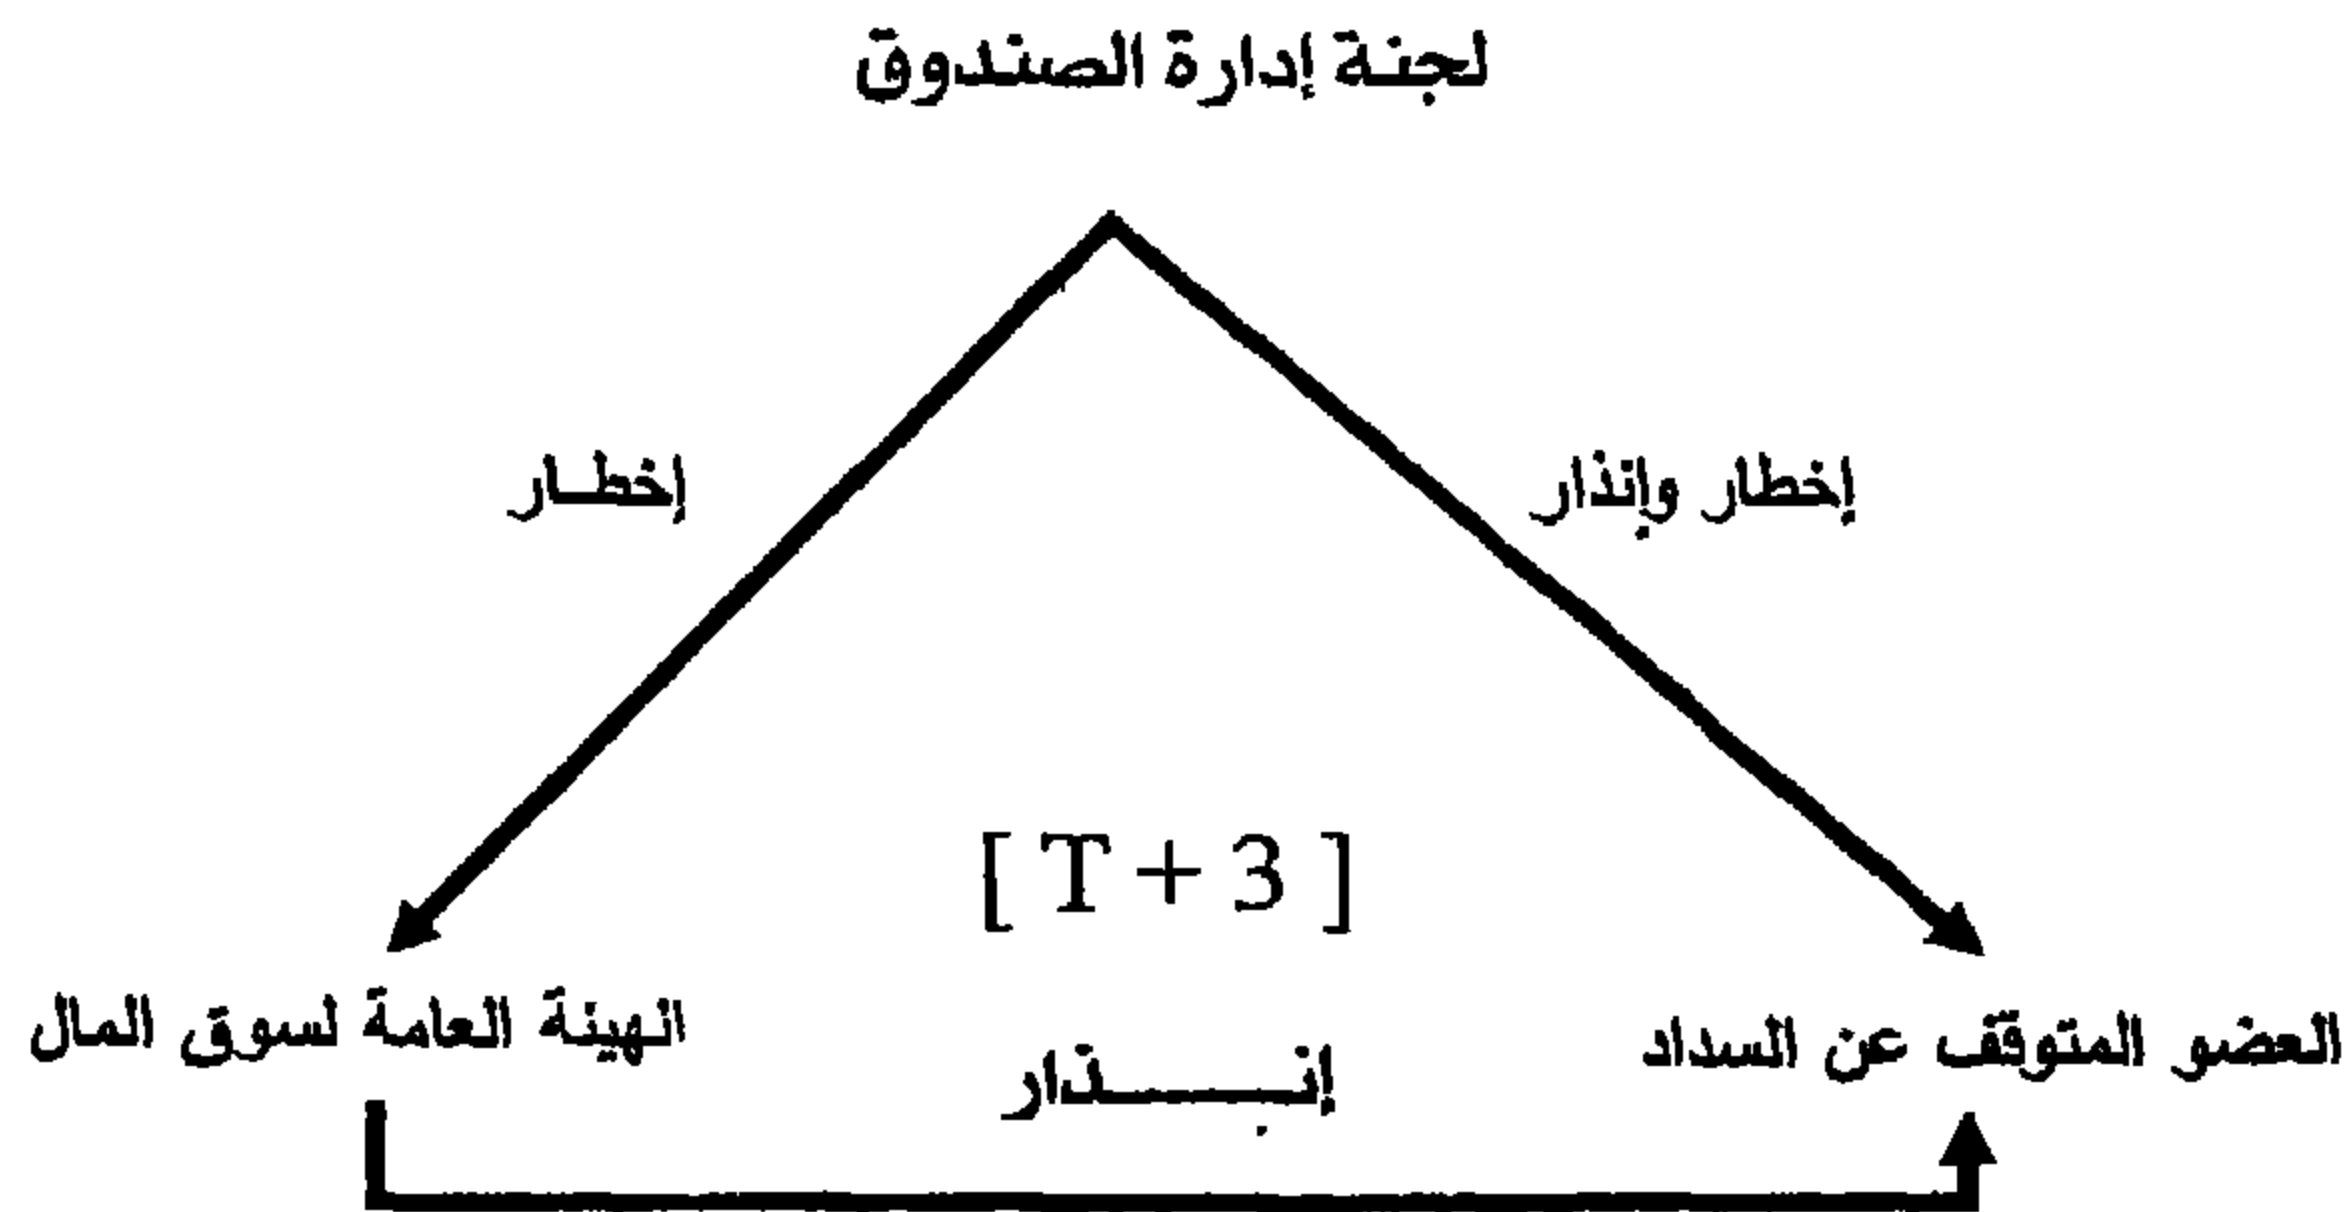 لجنة إدارة الصندوق
إخطار وإنذار
إخطار
[ T + 3 ]
الهيئة العامة لسوق المال
العضو المتوقف عن السداد
إنذار